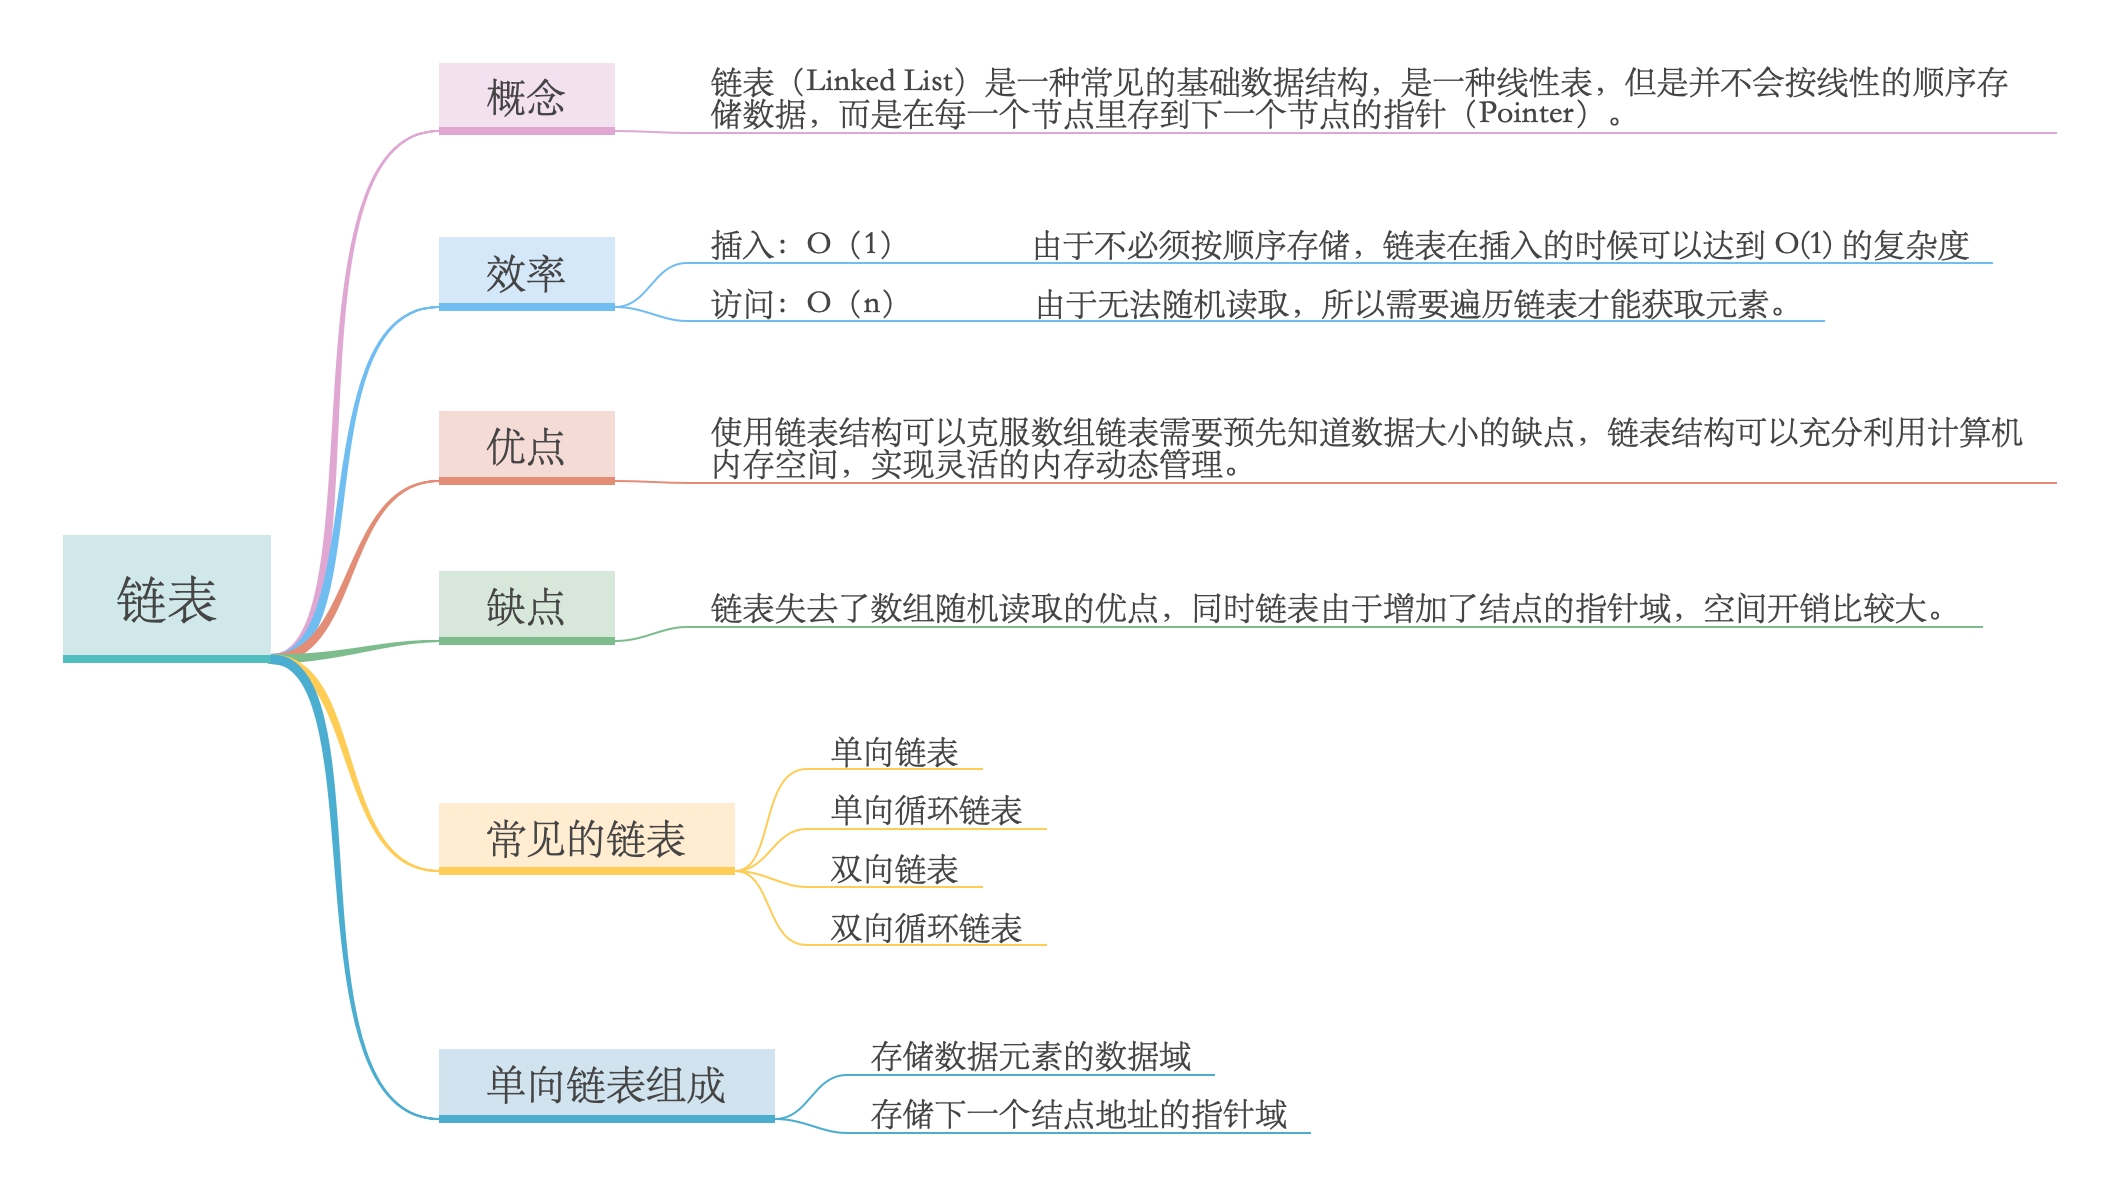 链表
概念
链表（Linked List）是一种常见的基础数据结构，是一种线性表，但是并不会按线性的顺序存
储数据，而是在每一个节点里存到下一个节点的指针（Pointer）。
效率
插入：O（1） 由于不必须按顺序存储，链表在插入的时候可以达到 O(1) 的复杂度
访问：O（n） 由于无法随机读取，所以需要遍历链表才能获取元素。
优点
使用链表结构可以克服数组链表需要预先知道数据大小的缺点，链表结构可以充分利用计算机
内存空间，实现灵活的内存动态管理。
缺点
链表失去了数组随机读取的优点，同时链表由于增加了结点的指针域，空间开销比较大。
常见的链表
单向链表
单向循环链表
双向链表
双向循环链表
单向链表组成
存储数据元素的数据域
存储下一个结点地址的指针域